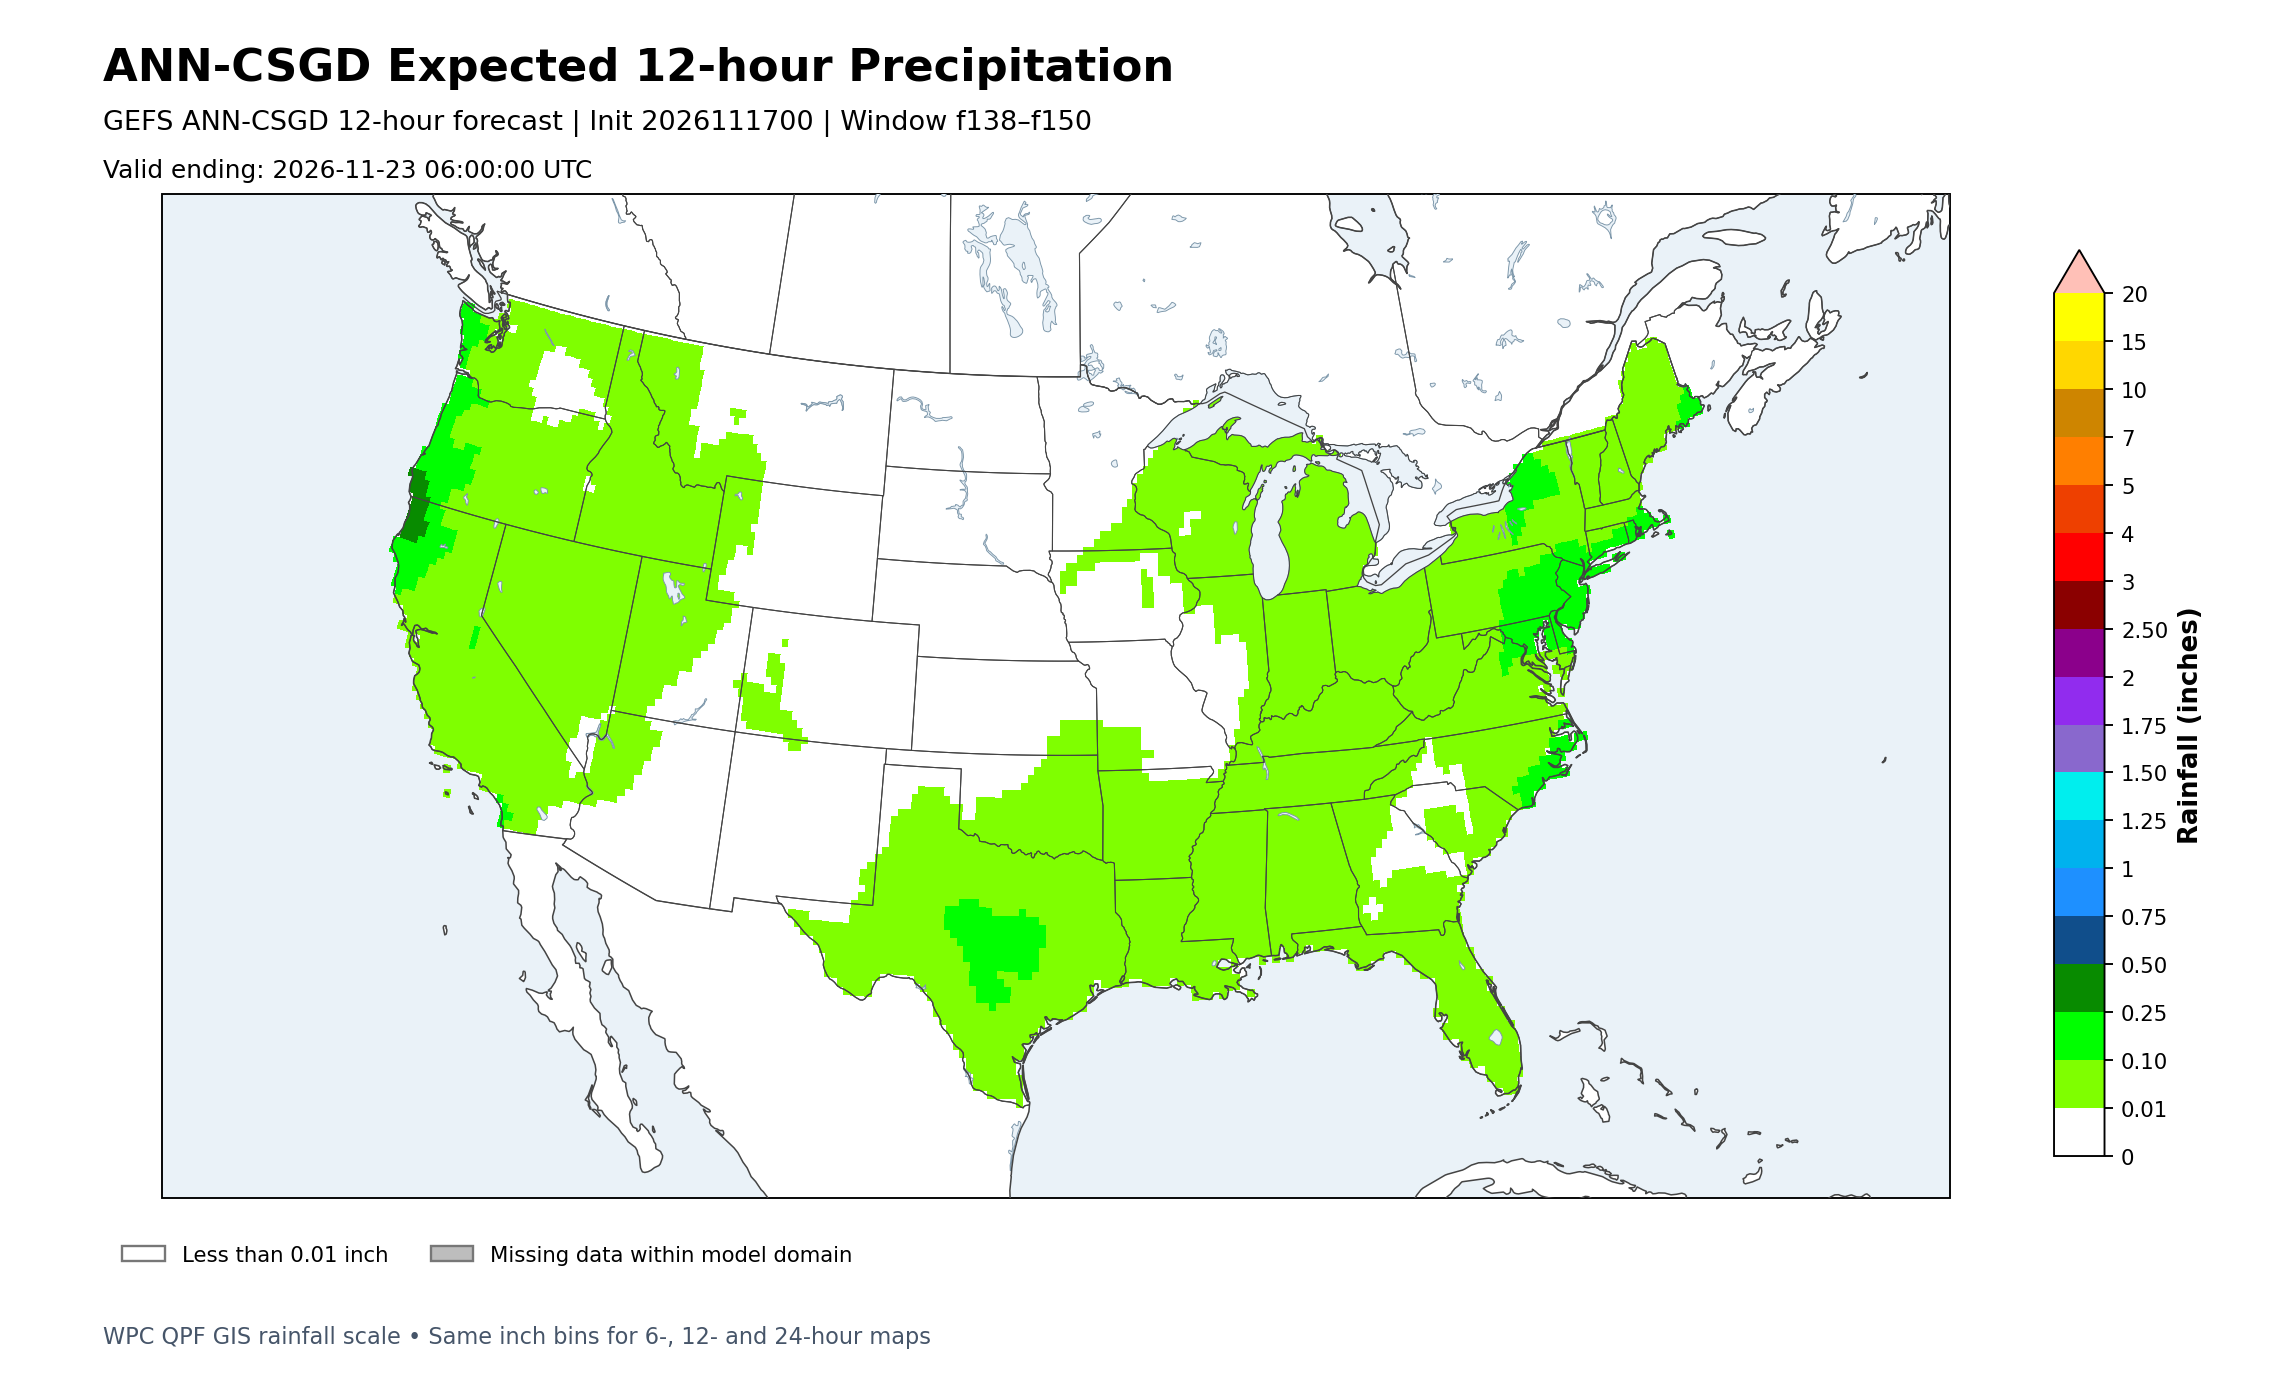 ANN-CSGD Expected 12-hour Precipitation
GEFS ANN-CSGD 12-hour forecast | Init 2026111700 | Window f138–f150
Valid ending: 2026-11-23 06:00:00 UTC
20
15
10
7
5
4
3
2.50
2
1.75
1.50
1.25
1
0.75
0.50
0.25
0.10
0.01
0
Rainfall (inches)
Less than 0.01 inch
Missing data within model domain
WPC QPF GIS rainfall scale • Same inch bins for 6-, 12- and 24-hour maps